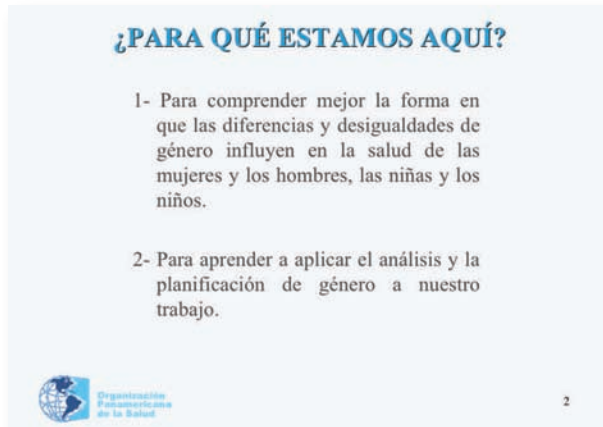 ¿PARA QUÉ ESTAMOS AQUÍ?
1- Para comprender mejor la forma en
que las diferencias y desigualdades de
género influyen en la salud de las
mujeres y los hombres, las niñas y los
niños.
2- Para aprender a aplicar el análisis y la
planificación de género a nuestro
trabajo.
Organización
Panamericana
de la Salud
2